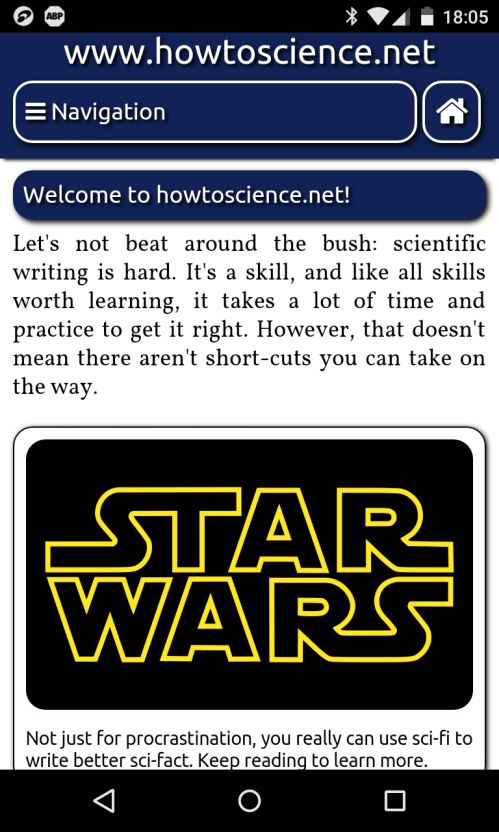 ABP
18:05
www.howtoscience.net
Navigation
Welcome to howtoscience.net!
Let's not beat around the bush: scientific
writing is hard. It's a skill, and like all skills
worth learning, it takes a lot of time and
practice to get it right. However, that doesn't
mean there aren't short-cuts you can take on
the way.
STAR
WARS
Not just for procrastination, you really can use sci-fi to
write better sci-fact. Keep reading to learn more.